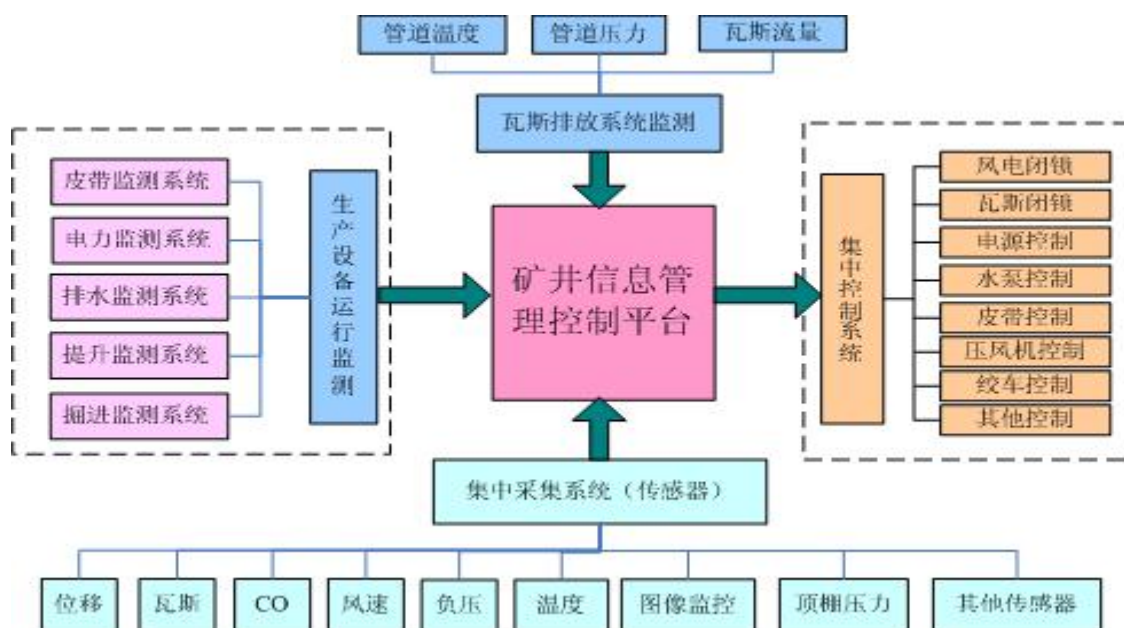 管道温度
管道压力
瓦斯流量
瓦斯排放系统监测
皮带监测系统
电力监测系统
排水监测系统
提升监测系统
掘进监测系统
生产设备运行监测
矿井信息管
理控制平台
集中控制系统
风电闭锁
瓦斯闭锁
电源控制
水泵控制
皮带控制
压风机控制
绞车控制
其他控制
集中采集系统（传感器）
位移
瓦斯
CO
风速
负压
温度
图像监控
顶棚压力
其他传感器